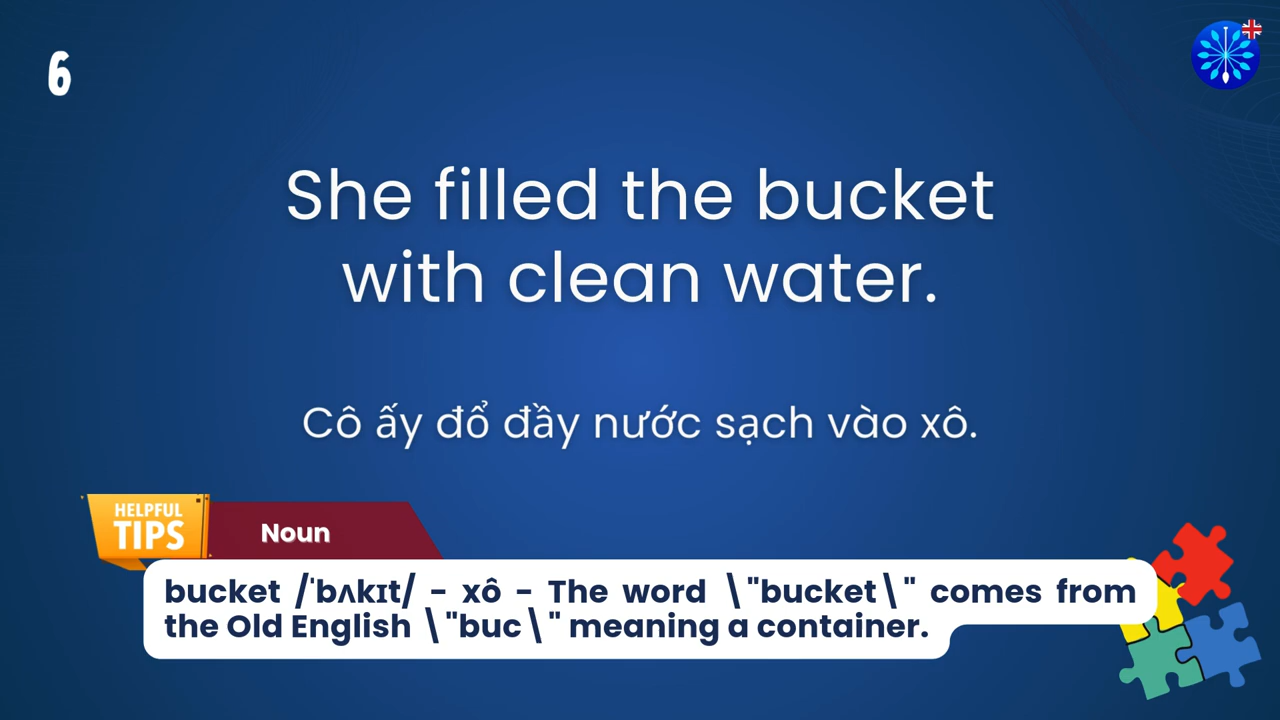 6
She filled the bucket
with clean water.
Cô ấy đổ đầy nước sạch vào xô.
HELPFUL
TIPS
Noun
bucket /ˈbʌkɪt/ - xô - The word \"bucket\" comes from
the Old English \"buc\" meaning a container.